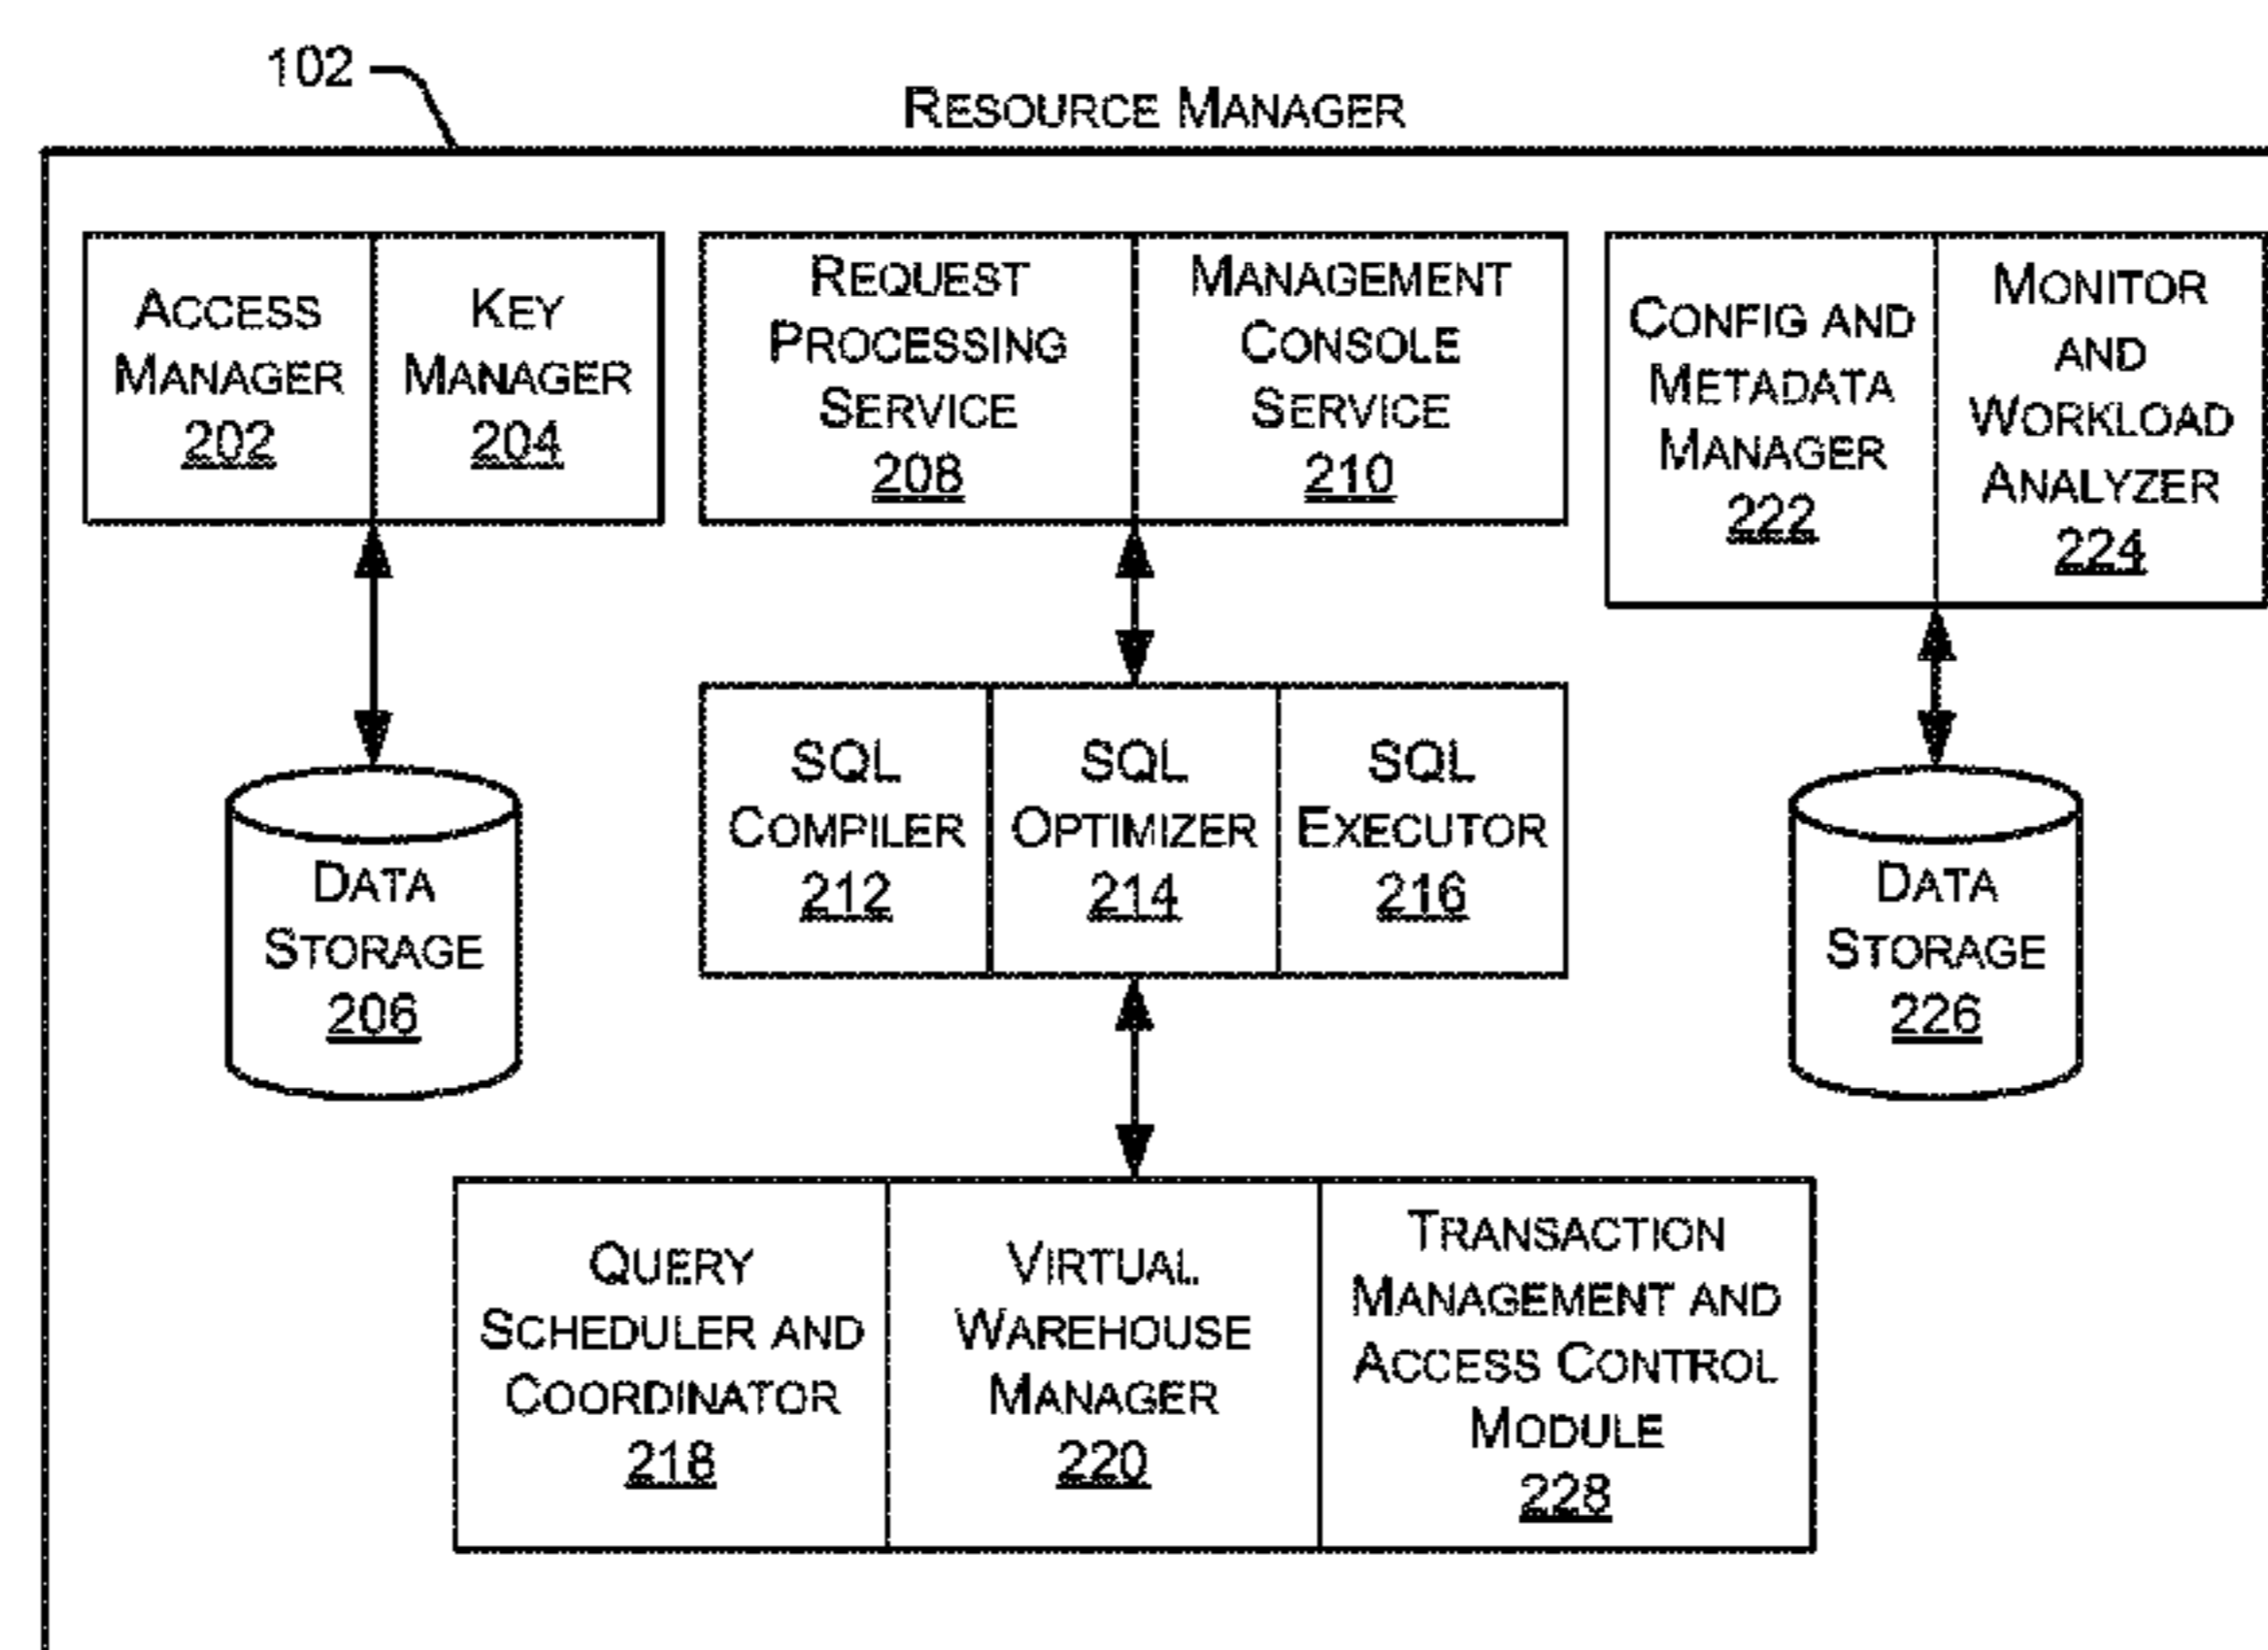 102
RESOURCE MANAGER
ACCESS
MANAGER
202
KEY
MANAGER
204
REQUEST
PROCESSING
SERVICE
208
MANAGEMENT
CONSOLE
SERVICE
210
CONFIG AND
METADATA
MANAGER
222
MONITOR
AND
WORKLOAD
ANALYZER
224
DATA
STORAGE
206
SQL
COMPILER
212
SQL
OPTIMIZER
214
SQL
EXECUTOR
216
DATA
STORAGE
226
QUERY
SCHEDULER AND
COORDINATOR
218
VIRTUAL
WAREHOUSE
MANAGER
220
TRANSACTION
MANAGEMENT AND
ACCESS CONTROL
MODULE
228